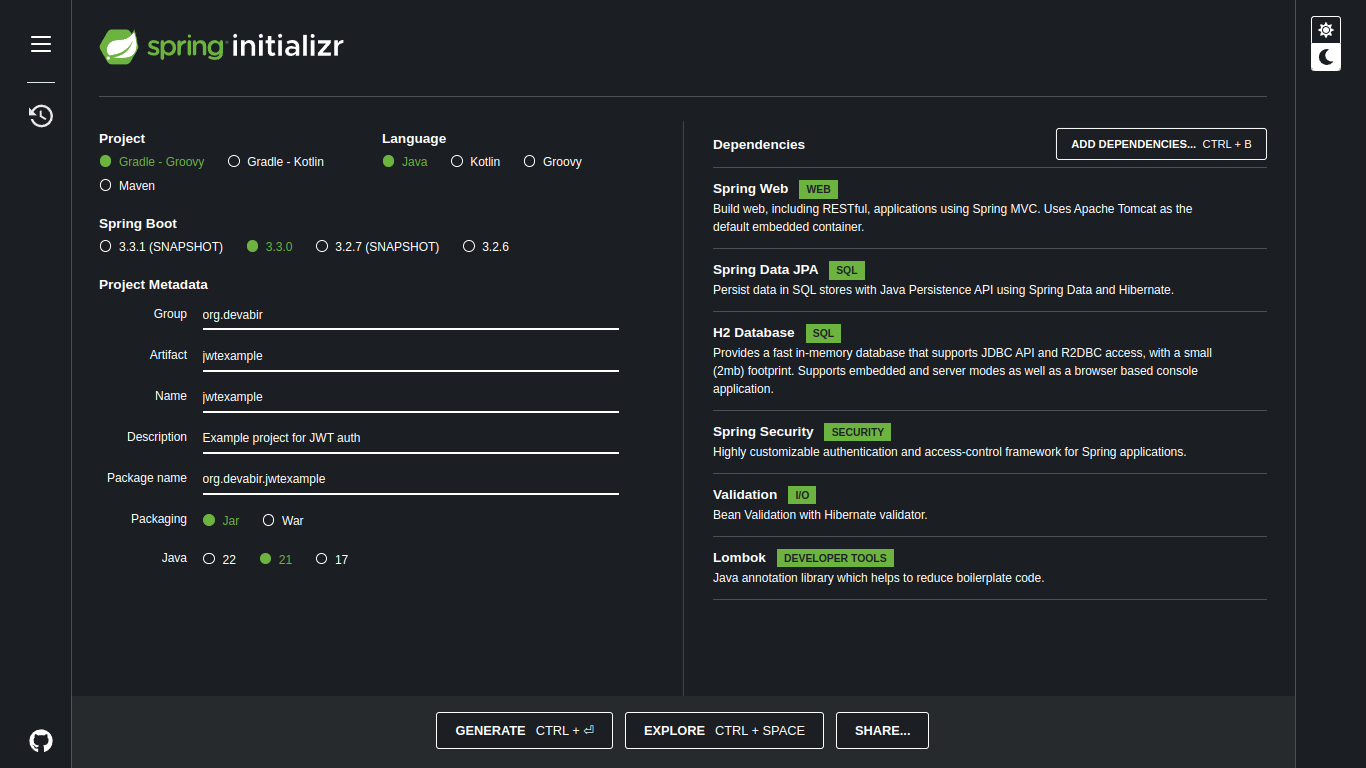 spring initializr
Project
Gradle - Groovy Gradle - Kotlin
Maven
Language
Java Kotlin Groovy
Spring Boot
3.3.1 (SNAPSHOT) 3.3.0 3.2.7 (SNAPSHOT) 3.2.6
Project Metadata
Group org.devabir
Artifact jwtexample
Name jwtexample
Description Example project for JWT auth
Package name org.devabir.jwtexample
Packaging Jar War
Java 22 21 17
Dependencies ADD DEPENDENCIES... CTRL + B
Spring Web WEB
Build web, including RESTful, applications using Spring MVC. Uses Apache Tomcat as the
default embedded container.
Spring Data JPA SQL
Persist data in SQL stores with Java Persistence API using Spring Data and Hibernate.
H2 Database SQL
Provides a fast in-memory database that supports JDBC API and R2DBC access, with a small
(2mb) footprint. Supports embedded and server modes as well as a browser based console
application.
Spring Security SECURITY
Highly customizable authentication and access-control framework for Spring applications.
Validation I/O
Bean Validation with Hibernate validator.
Lombok DEVELOPER TOOLS
Java annotation library which helps to reduce boilerplate code.
GENERATE CTRL + ⏎ EXPLORE CTRL + SPACE SHARE...